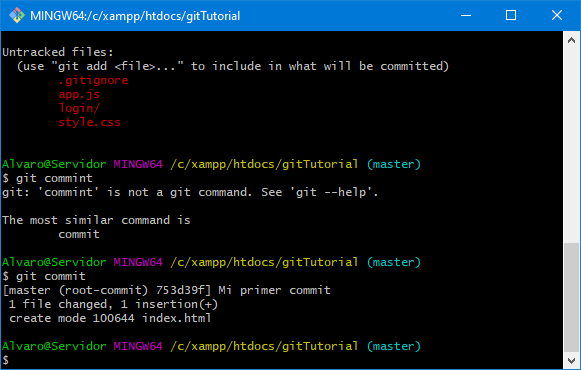 MINGW64:/c/xampp/htdocs/gitTutorial
Untracked files:
(use "git add <file>..." to include in what will be committed)
.gitignore
app.js
login/
style.css
Alvaro@Servidor MINGW64 /c/xampp/htdocs/gitTutorial (master)
$ git commint
git: 'commint' is not a git command. See 'git --help'.
The most similar command is
commit
Alvaro@Servidor MINGW64 /c/xampp/htdocs/gitTutorial (master)
$ git commit
[master (root-commit) 753d39f] Mi primer commit
1 file changed, 1 insertion(+)
create mode 100644 index.html
Alvaro@Servidor MINGW64 /c/xampp/htdocs/gitTutorial (master)
$